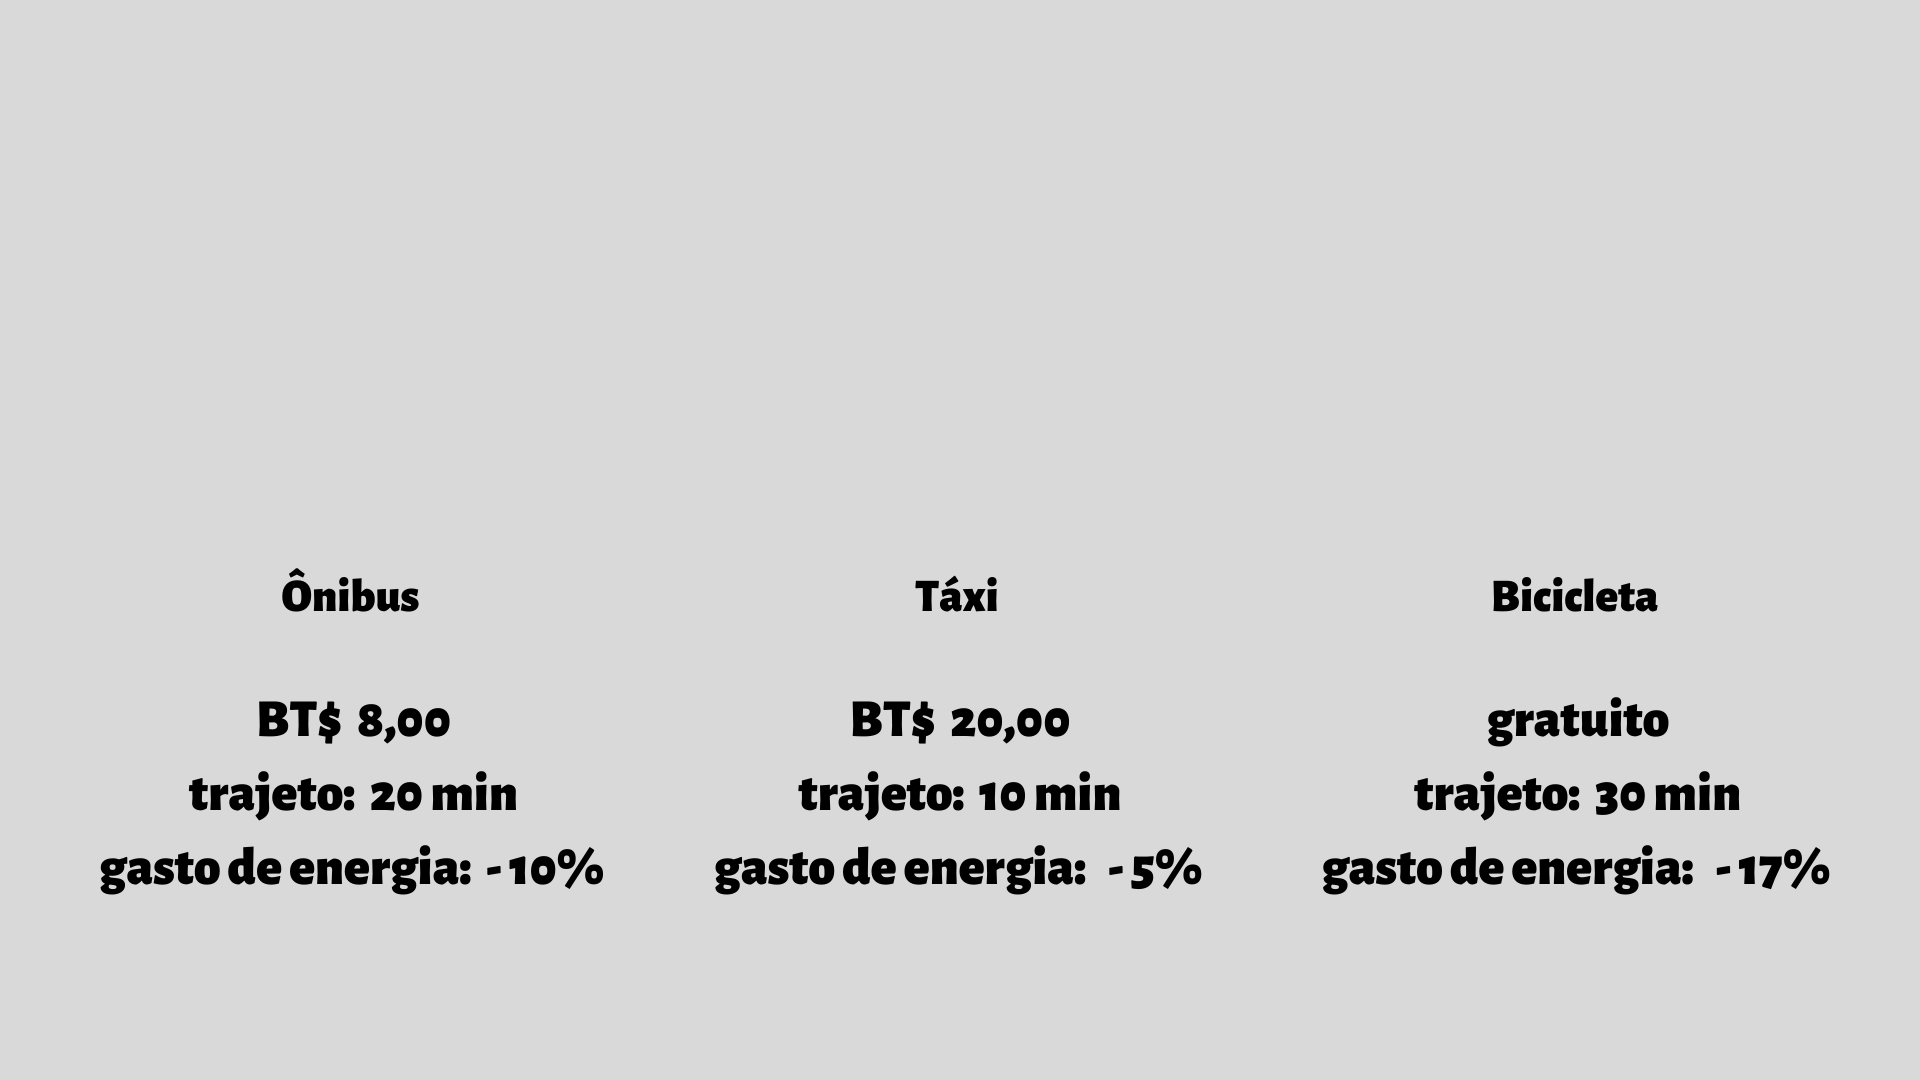 Ônibus
BT$ 8,00
trajeto: 20 min
gasto de energia: - 10%
Táxi
BT$ 20,00
trajeto: 10 min
gasto de energia: - 5%
Bicicleta
gratuito
trajeto: 30 min
gasto de energia: - 17%